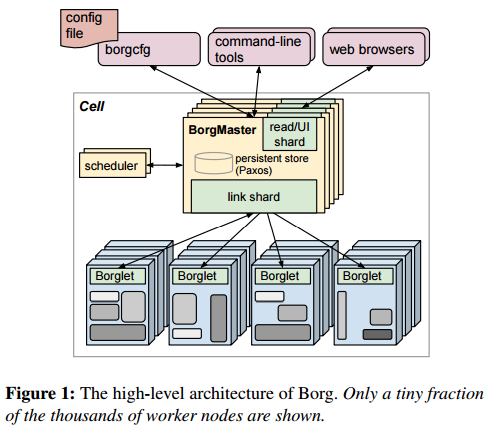 config
file
borgcfg
command-line
tools
web browsers
Cell
BorgMaster
read/UI
shard
persistent store
(Paxos)
scheduler
link shard
Borglet
Borglet
Borglet
Borglet
Figure 1: The high-level architecture of Borg. Only a tiny fraction
of the thousands of worker nodes are shown.